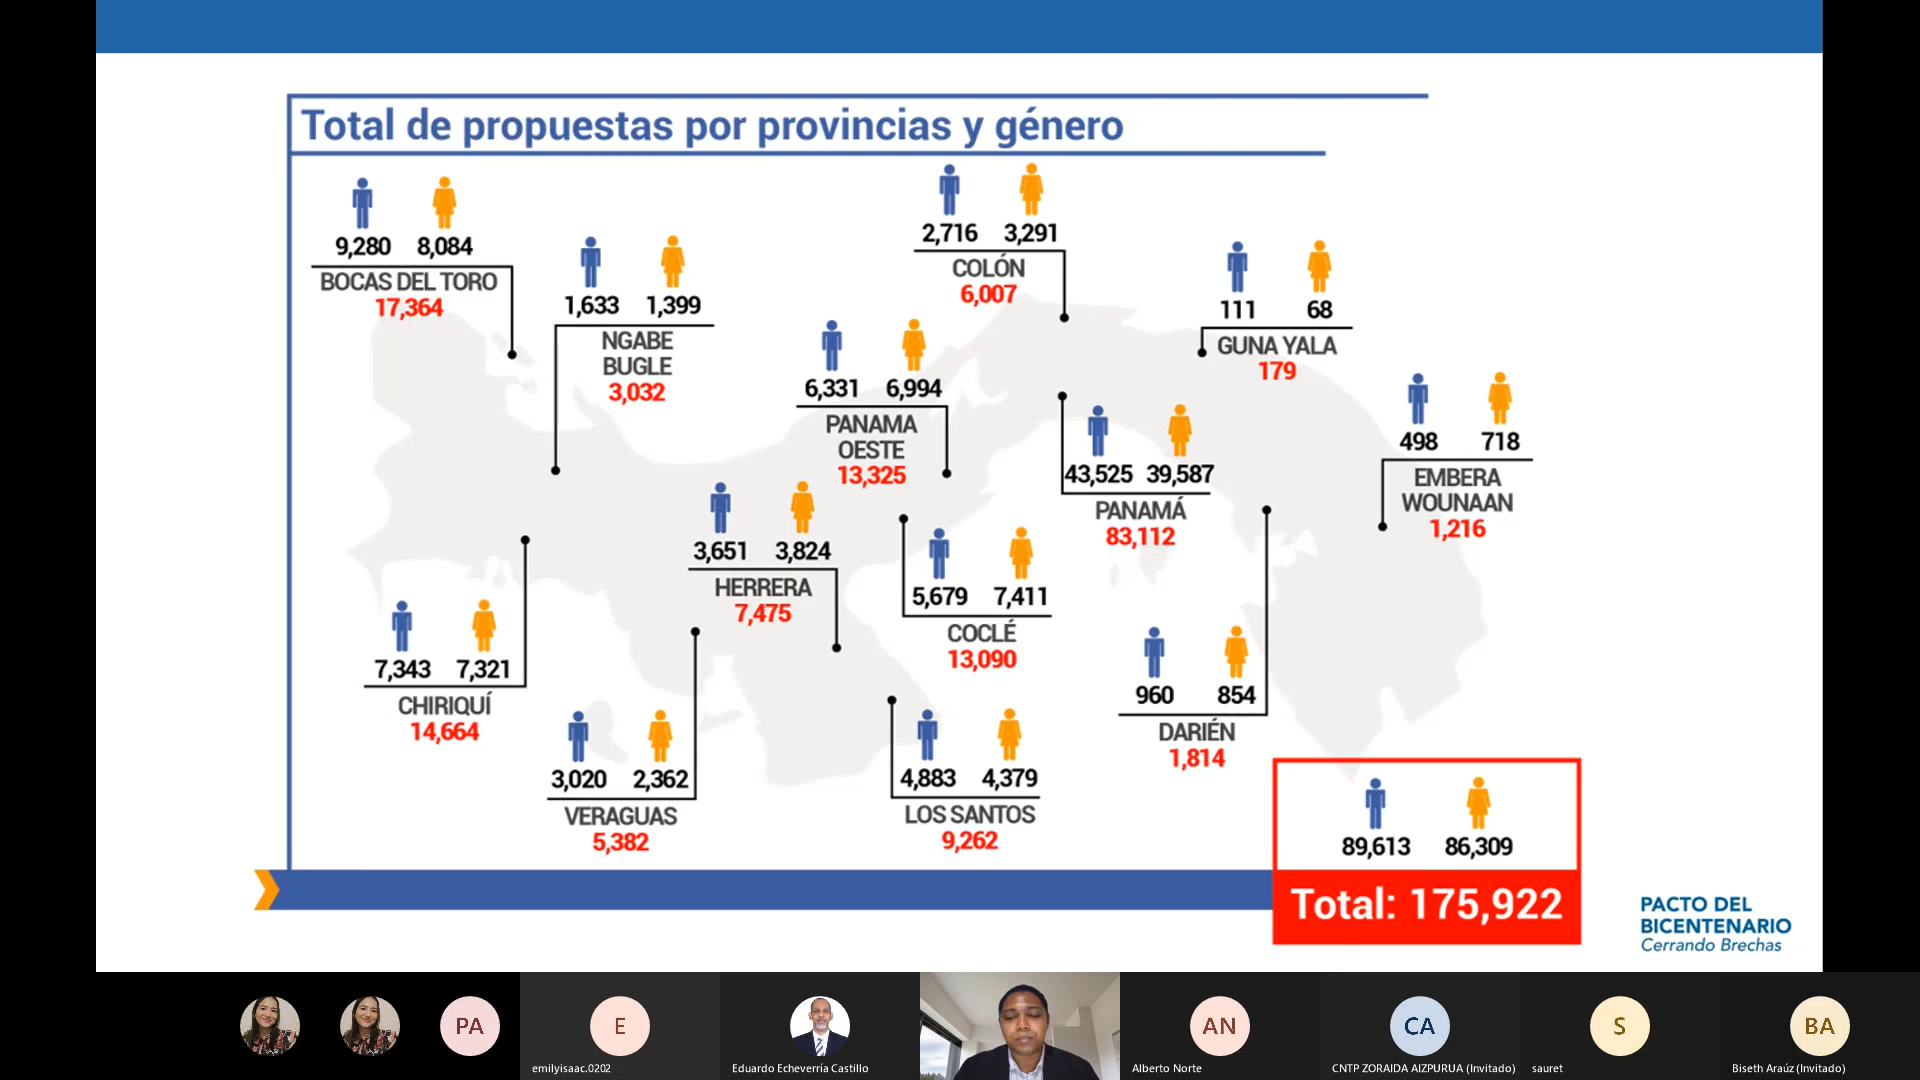 Total de propuestas por provincias y género
9,280 8,084
BOCAS DEL TORO
17,364
1,633 1,399
NGABE
BUGLE
3,032
2,716 3,291
COLÓN
6,007
111 68
GUNA YALA
179
6,331 6,994
PANAMA
OESTE
13,325
43,525 39,587
PANAMÁ
83,112
498 718
EMBERA
WOUNAAN
1,216
3,651 3,824
HERRERA
7,475
5,679 7,411
COCLÉ
13,090
7,343 7,321
CHIRIQUÍ
14,664
960 854
DARIÉN
1,814
3,020 2,362
VERAGUAS
5,382
4,883 4,379
LOS SANTOS
9,262
89,613 86,309
Total: 175,922
PACTO DEL
BICENTENARIO
Cerrando Brechas
PA
E
AN
CA
S
BA
emilyisaac.0202
Eduardo Echeverría Castillo
Alberto Norte
CNTP ZORAIDA AIZPURUA (Invitado)
sauret
Biseth Araúz (Invitado)